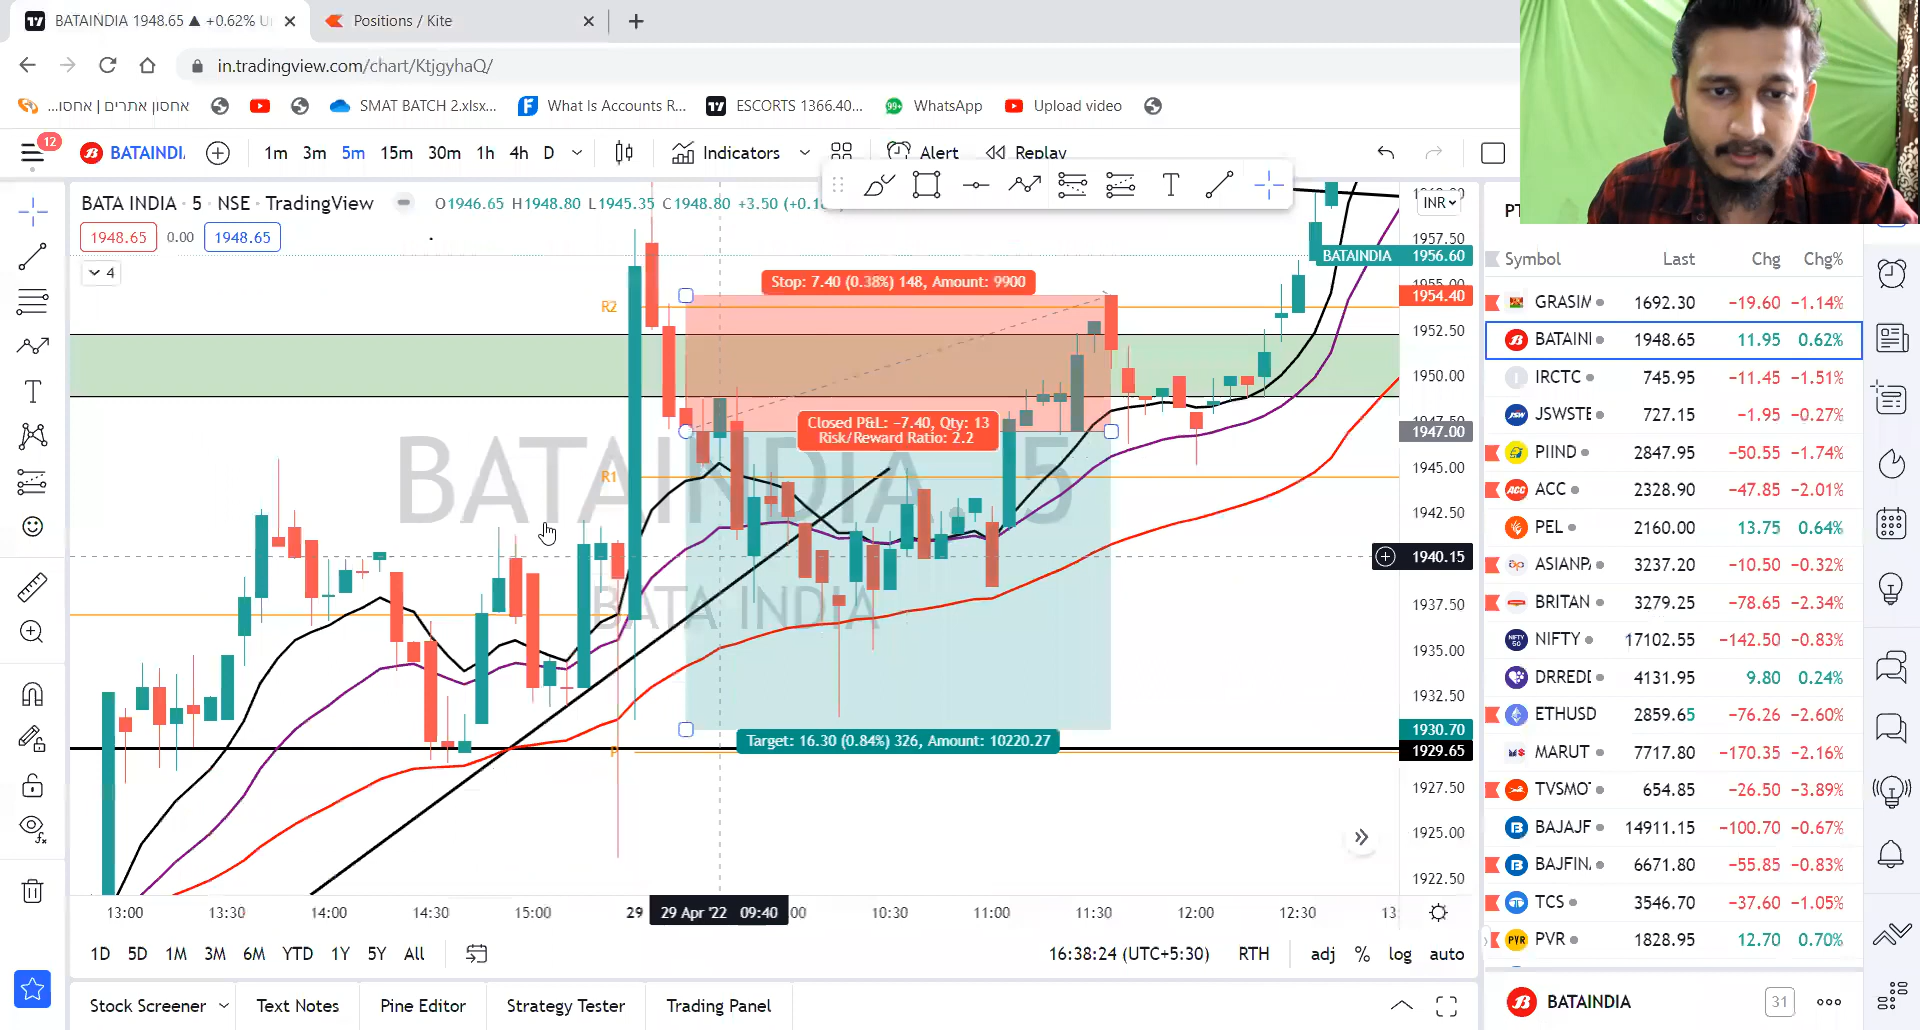 BATAINDIA 1948.65 ▲ +0.62% U
Positions / Kite
in.tradingview.com/chart/KtjgyhaQ/
אחסון אתרים | אחסו...
SMAT BATCH 2.xlsx...
What Is Accounts R...
ESCORTS 1366.40...
99+ WhatsApp
Upload video
12
BATAINDI
1m 3m 5m 15m 30m 1h 4h D
Indicators
Alert
Replay
BATA INDIA · 5 · NSE · TradingView
O1946.65 H1948.80 L1945.35 C1948.80 +3.50
1948.65 0.00 1948.65
4
INR
1957.50
BATAINDIA 1956.60
1954.40
1952.50
1950.00
1947.50
1947.00
1945.00
1942.50
1940.15
1937.50
1935.00
1932.50
1930.70
1929.65
1927.50
1925.00
1922.50
R2
R1
P
Stop: 7.40 (0.38%) 148, Amount: 9900
Closed P&L: −7.40, Qty: 13
Risk/Reward Ratio: 2.2
Target: 16.30 (0.84%) 326, Amount: 10220.27
BATAINDIA, 5
BATA INDIA
13:00 13:30 14:00 14:30 15:00 29 29 Apr '22 09:40 :00 10:30 11:00 11:30 12:00 12:30 13:
1D 5D 1M 3M 6M YTD 1Y 5Y All
16:38:24 (UTC+5:30) RTH adj % log auto
Stock Screener
Text Notes
Pine Editor
Strategy Tester
Trading Panel
Symbol Last Chg Chg%
GRASIM 1692.30 −19.60 −1.14%
BATAINI 1948.65 11.95 0.62%
IRCTC 745.95 −11.45 −1.51%
JSWSTE 727.15 −1.95 −0.27%
PIIND 2847.95 −50.55 −1.74%
ACC 2328.90 −47.85 −2.01%
PEL 2160.00 13.75 0.64%
ASIANPA 3237.20 −10.50 −0.32%
BRITAN 3279.25 −78.65 −2.34%
NIFTY 17102.55 −142.50 −0.83%
DRREDD 4131.95 9.80 0.24%
ETHUSD 2859.65 −76.26 −2.60%
MARUT 7717.80 −170.35 −2.16%
TVSMO 654.85 −26.50 −3.89%
BAJAJF 14911.15 −100.70 −0.67%
BAJFIN 6671.80 −55.85 −0.83%
TCS 3546.70 −37.60 −1.05%
PVR 1828.95 12.70 0.70%
BATAINDIA
31